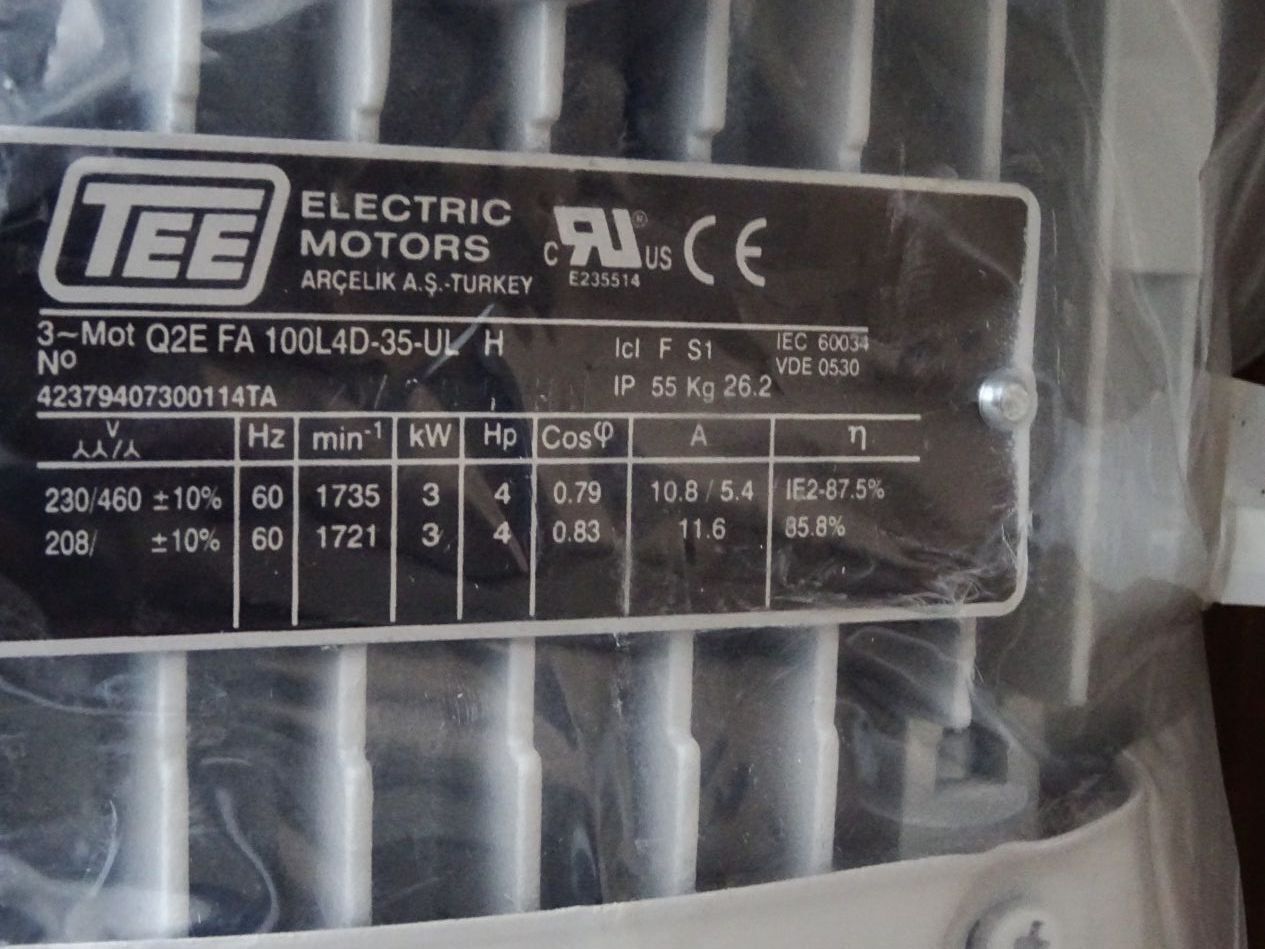 TEE
ELECTRIC
MOTORS
ARÇELİK A.Ş.-TURKEY
c RU® US
E235514
CE
3~Mot Q2E FA 100L4D-35-UL H
Icl F S1
IEC 60034
Nº
IP 55 Kg 26.2
VDE 0530
42379407300114TA
V Hz min⁻¹ kW Hp Cosφ A η
⅄⅄/⅄
230/460 ±10% 60 1735 3 4 0.79 10.8 / 5.4 IE2-87.5%
208/ ±10% 60 1721 3 4 0.83 11.6 85.8%